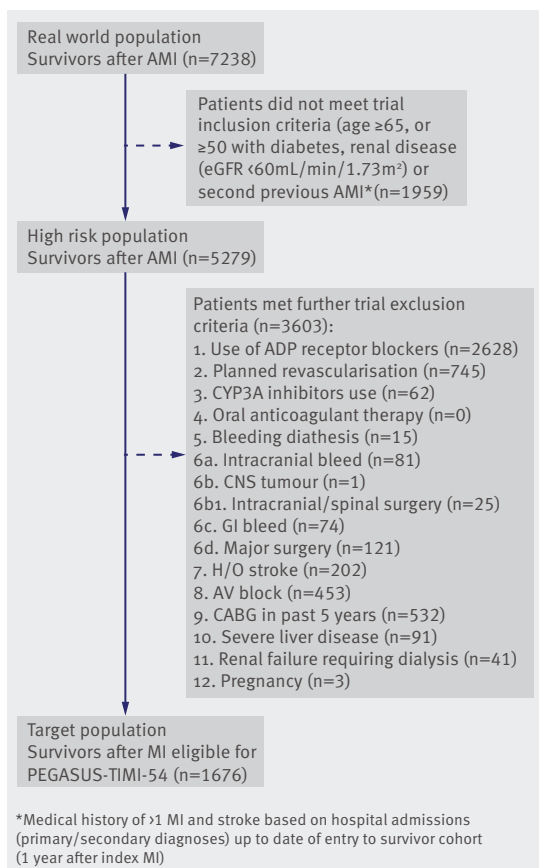 Real world population
Survivors after AMI (n=7238)
Patients did not meet trial
inclusion criteria (age ≥65, or
≥50 with diabetes, renal disease
(eGFR <60mL/min/1.73m²) or
second previous AMI*(n=1959)
High risk population
Survivors after AMI (n=5279)
Patients met further trial exclusion
criteria (n=3603):
1. Use of ADP receptor blockers (n=2628)
2. Planned revascularisation (n=745)
3. CYP3A inhibitors use (n=62)
4. Oral anticoagulant therapy (n=0)
5. Bleeding diathesis (n=15)
6a. Intracranial bleed (n=81)
6b. CNS tumour (n=1)
6b1. Intracranial/spinal surgery (n=25)
6c. GI bleed (n=74)
6d. Major surgery (n=121)
7. H/O stroke (n=202)
8. AV block (n=453)
9. CABG in past 5 years (n=532)
10. Severe liver disease (n=91)
11. Renal failure requiring dialysis (n=41)
12. Pregnancy (n=3)
Target population
Survivors after MI eligible for
PEGASUS-TIMI-54 (n=1676)
*Medical history of >1 MI and stroke based on hospital admissions
(primary/secondary diagnoses) up to date of entry to survivor cohort
(1 year after index MI)